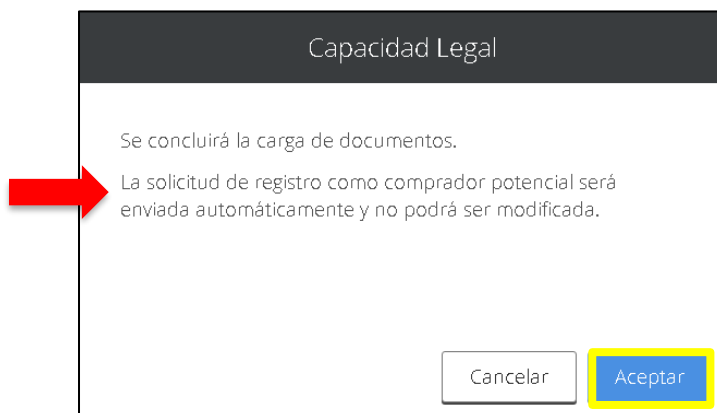 Capacidad Legal
Se concluirá la carga de documentos.
La solicitud de registro como comprador potencial será
enviada automáticamente y no podrá ser modificada.
Cancelar
Aceptar